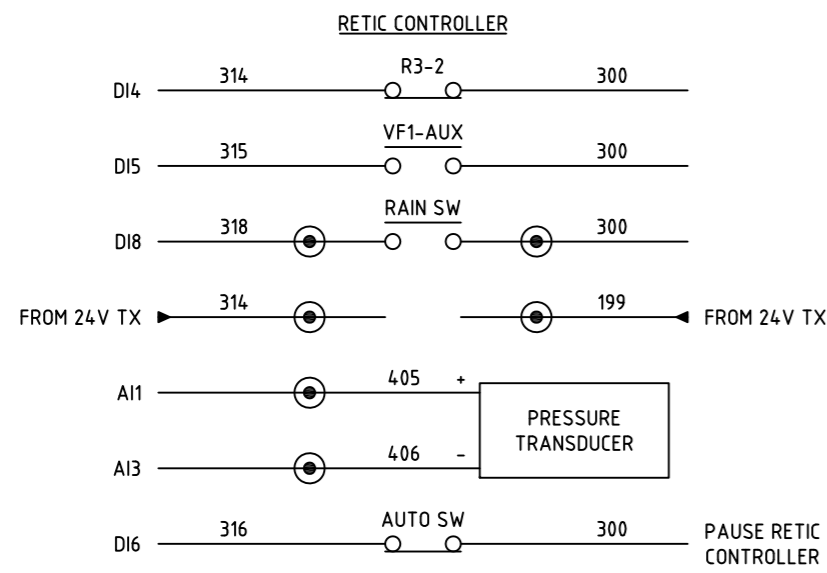 RETIC CONTROLLER
R3-2
DI4 314 300
VF1-AUX
DI5 315 300
RAIN SW
DI8 318 300
FROM 24V TX 314 199 FROM 24V TX
AI1 405 +
PRESSURE
TRANSDUCER
AI3 406 -
AUTO SW
DI6 316 300 PAUSE RETIC
CONTROLLER